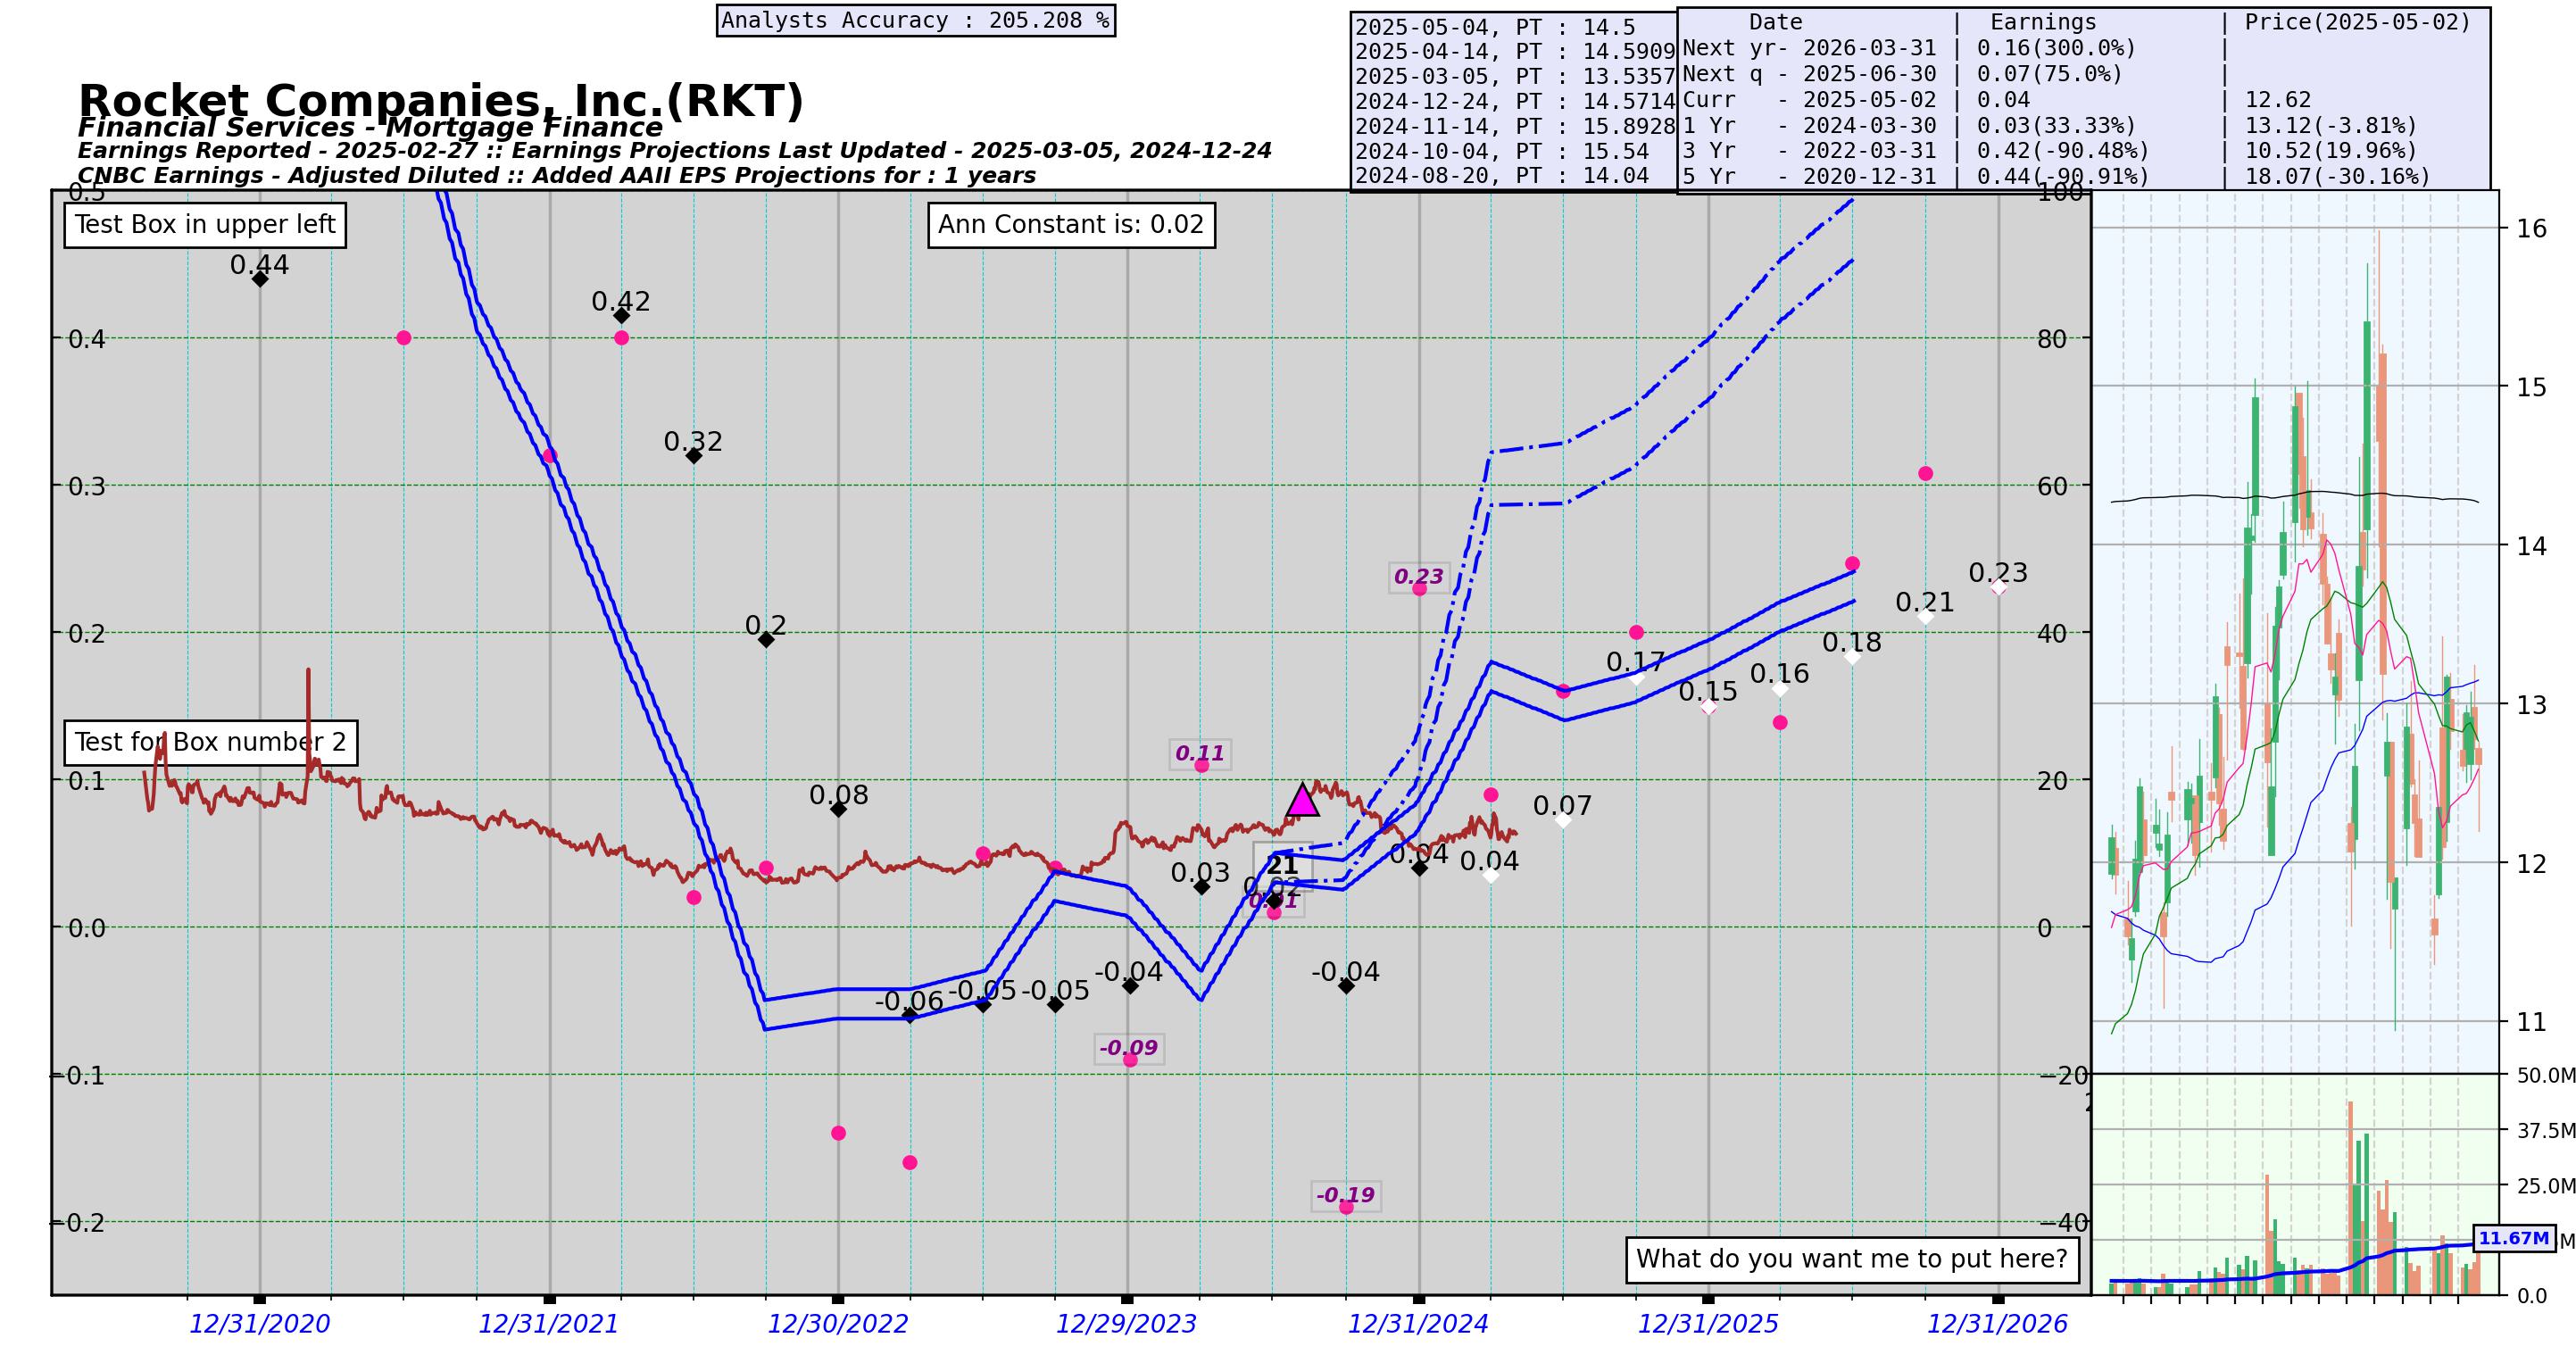 Analysts Accuracy : 205.208 %
2025-05-04, PT : 14.5
2025-04-14, PT : 14.5909
2025-03-05, PT : 13.5357
2024-12-24, PT : 14.5714
2024-11-14, PT : 15.8928
2024-10-04, PT : 15.54
2024-08-20, PT : 14.04
Date | Earnings | Price(2025-05-02)
Next yr- 2026-03-31 | 0.16(300.0%) |
Next q - 2025-06-30 | 0.07(75.0%) |
Curr - 2025-05-02 | 0.04 | 12.62
1 Yr - 2024-03-30 | 0.03(33.33%) | 13.12(-3.81%)
3 Yr - 2022-03-31 | 0.42(-90.48%) | 10.52(19.96%)
5 Yr - 2020-12-31 | 0.44(-90.91%) | 18.07(-30.16%)
Rocket Companies, Inc.(RKT)
Financial Services - Mortgage Finance
Earnings Reported - 2025-02-27 :: Earnings Projections Last Updated - 2025-03-05, 2024-12-24
CNBC Earnings - Adjusted Diluted :: Added AAII EPS Projections for : 1 years
Test Box in upper left
Ann Constant is: 0.02
Test for Box number 2
What do you want me to put here?
0.5
0.4
0.3
0.2
0.1
0.0
−0.1
−0.2
0.44
0.42
0.32
0.2
0.08
-0.06
-0.05
-0.05
-0.04
-0.09
0.11
0.03
21
0.02
0.01
-0.04
-0.19
0.23
0.04
0.04
0.07
0.17
0.15
0.16
0.18
0.21
0.23
100
80
60
40
20
0
−20
−40
16
15
14
13
12
11
50.0M
37.5M
25.0M
11.67M
0.0
12/31/2020
12/31/2021
12/30/2022
12/29/2023
12/31/2024
12/31/2025
12/31/2026